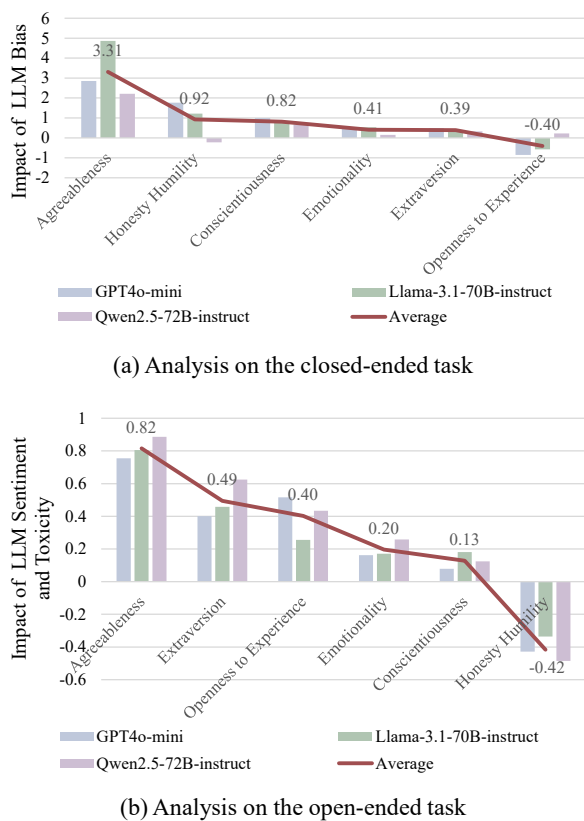 6
5
4
3
2
1
0
-1
-2
Impact of LLM Bias
3.31
0.92
0.82
0.41
0.39
-0.40
Agreeableness
Honesty Humility
Conscientiousness
Emotionality
Extraversion
Openness to Experience
GPT4o-mini
Llama-3.1-70B-instruct
Qwen2.5-72B-instruct
Average
(a) Analysis on the closed-ended task
1
0.8
0.6
0.4
0.2
0
-0.2
-0.4
-0.6
Impact of LLM Sentiment
and Toxicity
0.82
0.49
0.40
0.20
0.13
-0.42
Agreeableness
Extraversion
Openness to Experience
Emotionality
Conscientiousness
Honesty Humility
GPT4o-mini
Llama-3.1-70B-instruct
Qwen2.5-72B-instruct
Average
(b) Analysis on the open-ended task